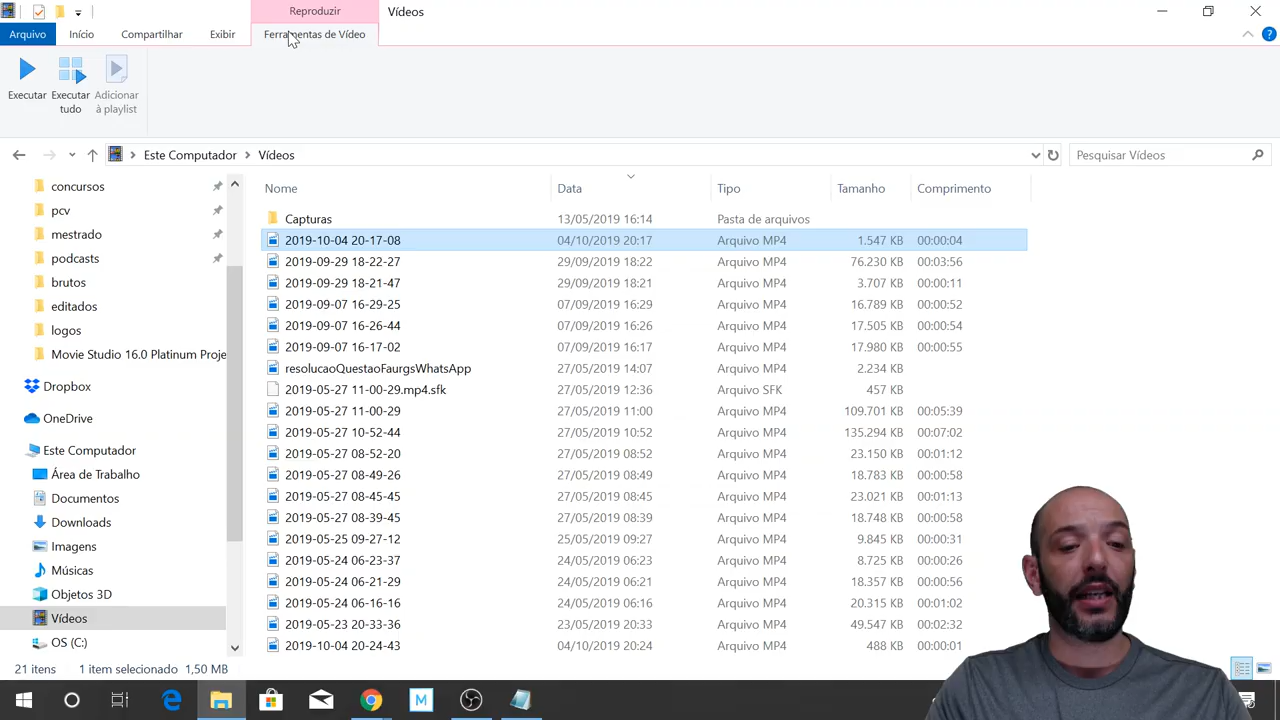 Reproduzir
Vídeos
Arquivo
Início
Compartilhar
Exibir
Ferramentas de Vídeo
?
Executar
Executar tudo
Adicionar à playlist
Este Computador > Vídeos
Pesquisar Vídeos
concursos
pcv
mestrado
podcasts
brutos
editados
logos
Movie Studio 16.0 Platinum Proje
Dropbox
OneDrive
Este Computador
Área de Trabalho
Documentos
Downloads
Imagens
Músicas
Objetos 3D
Vídeos
OS (C:)
Nome Data Tipo Tamanho Comprimento
Capturas 13/05/2019 16:14 Pasta de arquivos
2019-10-04 20-17-08 04/10/2019 20:17 Arquivo MP4 1.547 KB 00:00:04
2019-09-29 18-22-27 29/09/2019 18:22 Arquivo MP4 76.230 KB 00:03:56
2019-09-29 18-21-47 29/09/2019 18:21 Arquivo MP4 3.707 KB 00:00:11
2019-09-07 16-29-25 07/09/2019 16:29 Arquivo MP4 16.789 KB 00:00:52
2019-09-07 16-26-44 07/09/2019 16:26 Arquivo MP4 17.505 KB 00:00:54
2019-09-07 16-17-02 07/09/2019 16:17 Arquivo MP4 17.980 KB 00:00:55
resolucaoQuestaoFaurgsWhatsApp 27/05/2019 14:07 Arquivo MP4 2.234 KB
2019-05-27 11-00-29.mp4.sfk 27/05/2019 12:36 Arquivo SFK 457 KB
2019-05-27 11-00-29 27/05/2019 11:00 Arquivo MP4 109.701 KB 00:05:39
2019-05-27 10-52-44 27/05/2019 10:52 Arquivo MP4 135.294 KB 00:07:02
2019-05-27 08-52-20 27/05/2019 08:52 Arquivo MP4 23.150 KB 00:01:12
2019-05-27 08-49-26 27/05/2019 08:49 Arquivo MP4 18.783 KB 00:00:58
2019-05-27 08-45-45 27/05/2019 08:45 Arquivo MP4 23.021 KB 00:01:13
2019-05-27 08-39-45 27/05/2019 08:39 Arquivo MP4 18.748 KB 00:00:58
2019-05-25 09-27-12 25/05/2019 09:27 Arquivo MP4 9.845 KB 00:00:31
2019-05-24 06-23-37 24/05/2019 06:23 Arquivo MP4 8.725 KB 00:00:26
2019-05-24 06-21-29 24/05/2019 06:21 Arquivo MP4 18.357 KB 00:00:56
2019-05-24 06-16-16 24/05/2019 06:16 Arquivo MP4 20.315 KB 00:01:02
2019-05-23 20-33-36 23/05/2019 20:33 Arquivo MP4 49.547 KB 00:02:32
2019-10-04 20-24-43 04/10/2019 20:24 Arquivo MP4 488 KB 00:00:01
21 itens 1 item selecionado 1,50 MB
M